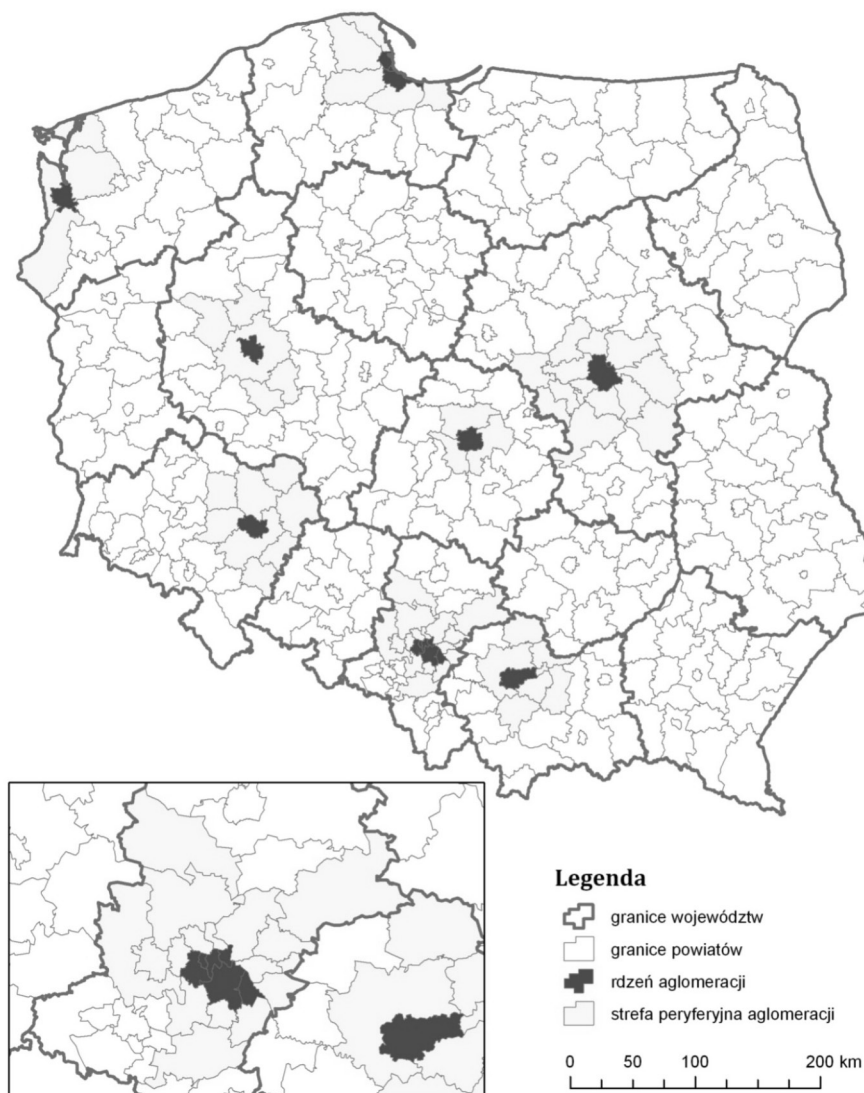 Legenda
granice województw
granice powiatów
rdzeń aglomeracji
strefa peryferyjna aglomeracji
0 50 100 200 km